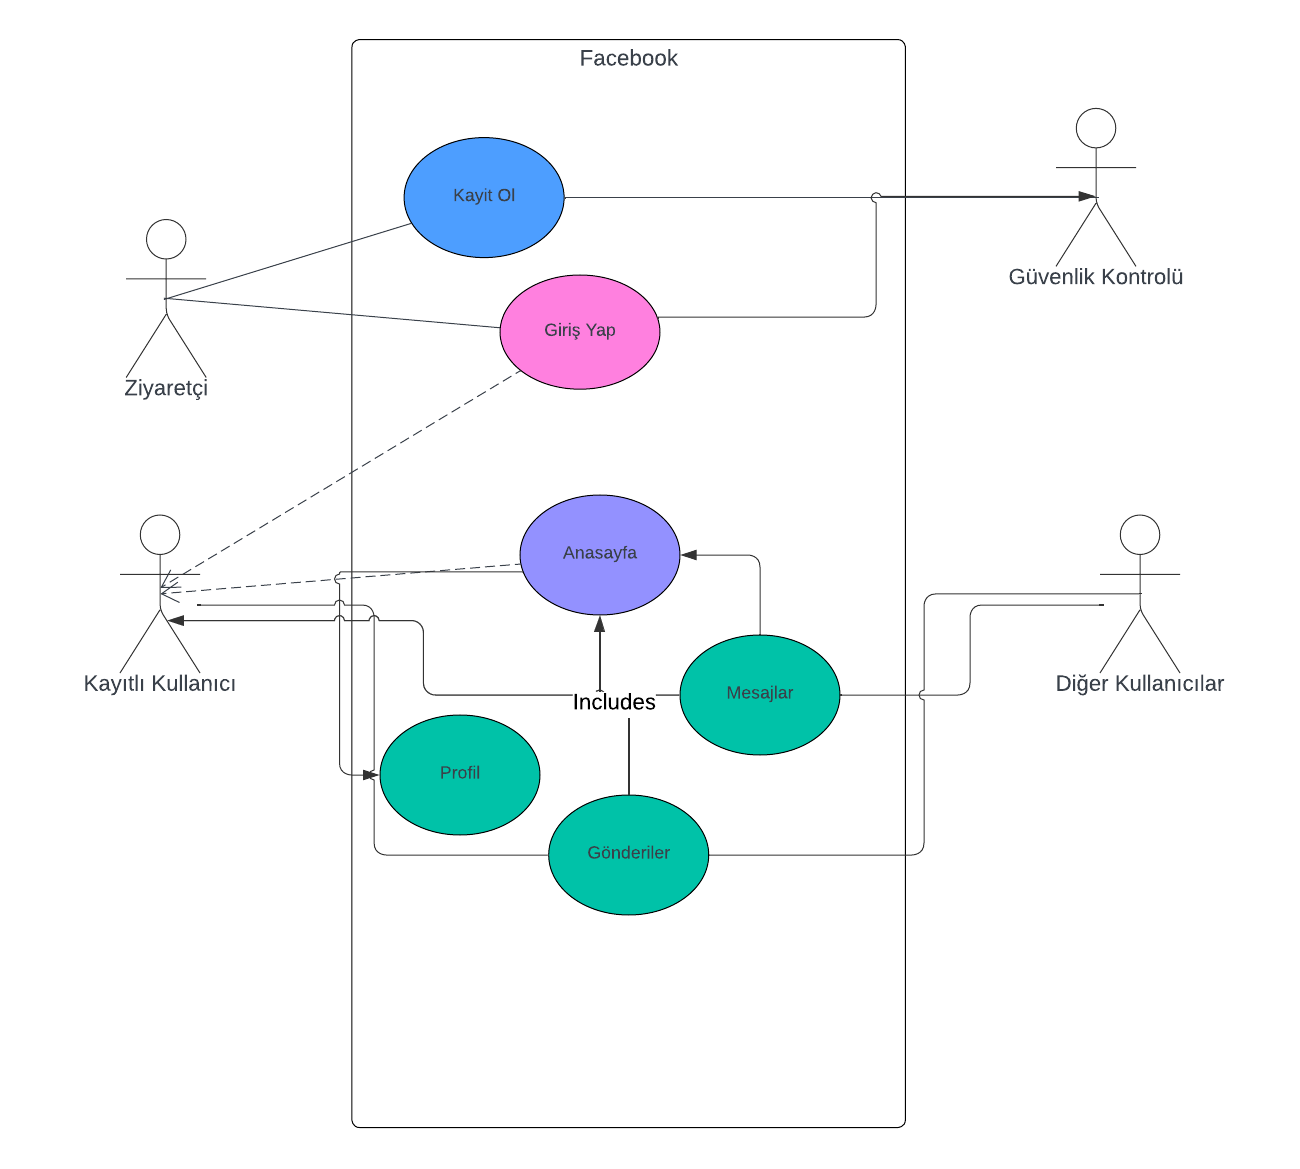 Facebook
Kayit Ol
Güvenlik Kontrolü
Giriş Yap
Ziyaretçi
Anasayfa
Kayıtlı Kullanıcı
Diğer Kullanıcılar
Includes
Mesajlar
Profil
Gönderiler